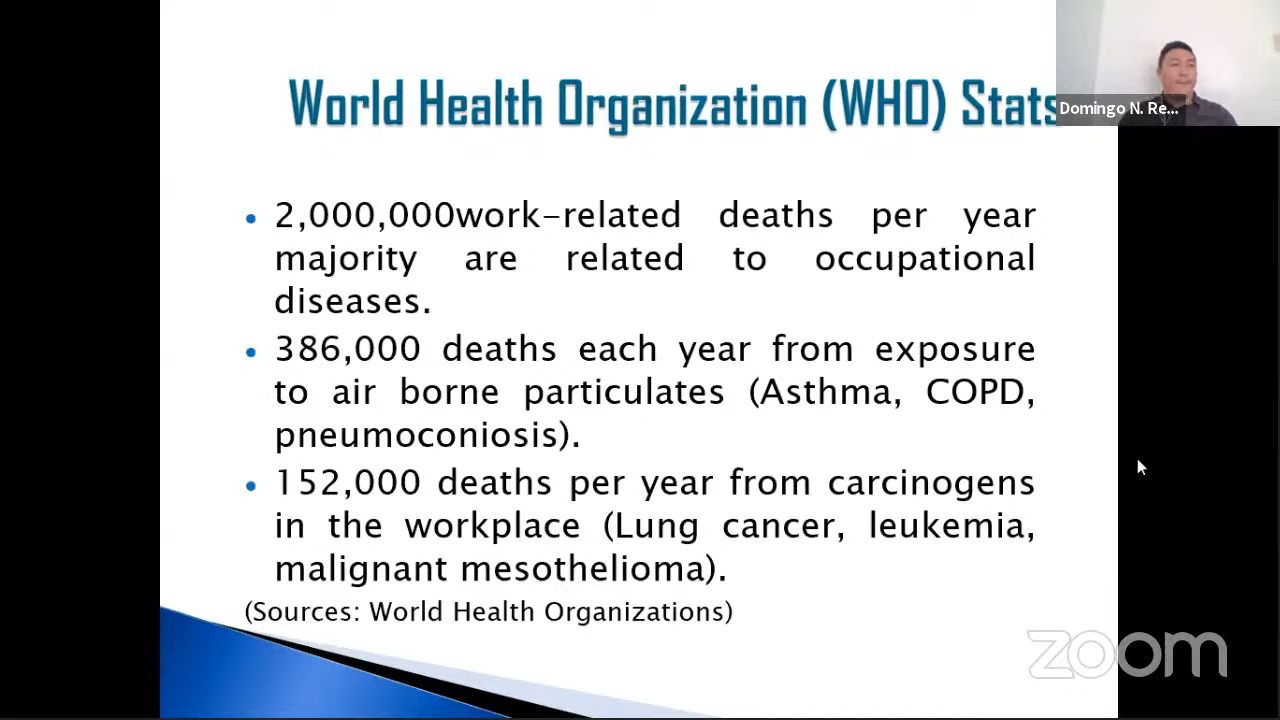 World Health Organization (WHO) Stats
Domingo N. Re...
• 2,000,000work-related deaths per year
majority are related to occupational
diseases.
• 386,000 deaths each year from exposure
to air borne particulates (Asthma, COPD,
pneumoconiosis).
• 152,000 deaths per year from carcinogens
in the workplace (Lung cancer, leukemia,
malignant mesothelioma).
(Sources: World Health Organizations)
zoom